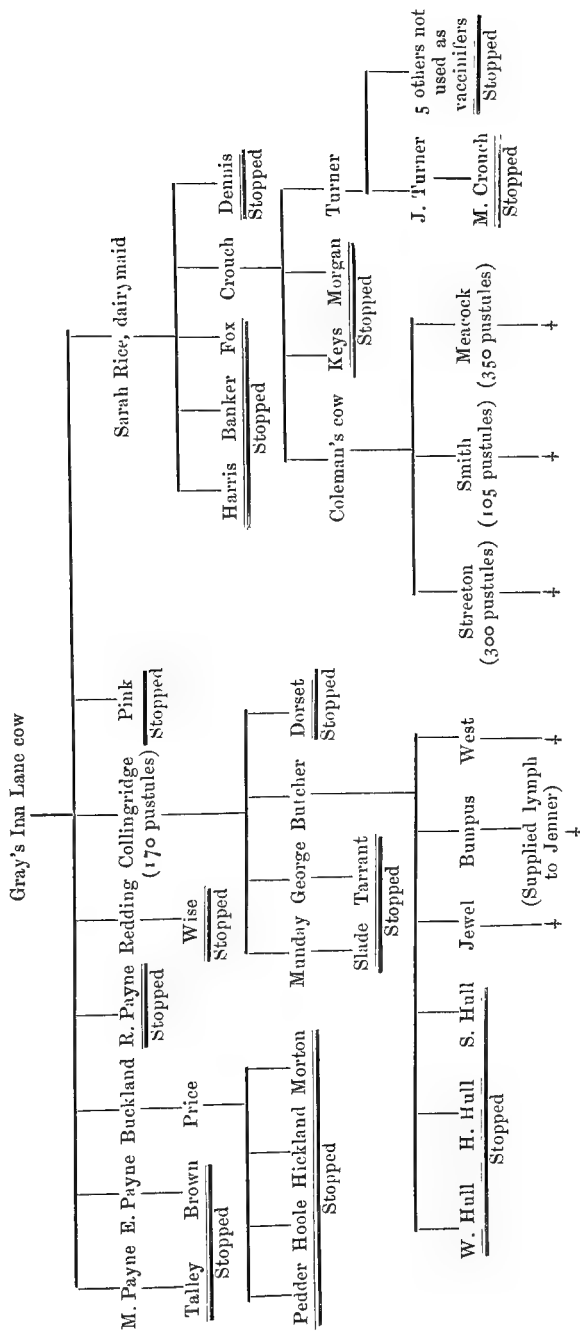 Gray's Inn Lane cow
M. Payne E. Payne Buckland R. Payne Redding Collingridge Pink Sarah Rice, dairymaid
Stopped (170 pustules) Stopped
Talley Brown Price Wise Harris Banker Fox Crouch Dennis
Stopped Stopped Stopped Stopped
Pedder Hoole Hickland Morton Munday George Butcher Dorset Coleman's cow Keys Morgan Turner
Stopped Stopped Stopped
Slade Tarrant J. Turner 5 others not
Stopped used as
vaccinifers
Stopped
M. Crouch
Stopped
W. Hull H. Hull S. Hull Jewel Bumpus West Streeton Smith Meacock
Stopped (Supplied lymph (300 pustules) (105 pustules) (350 pustules)
to Jenner)
† † † † † †